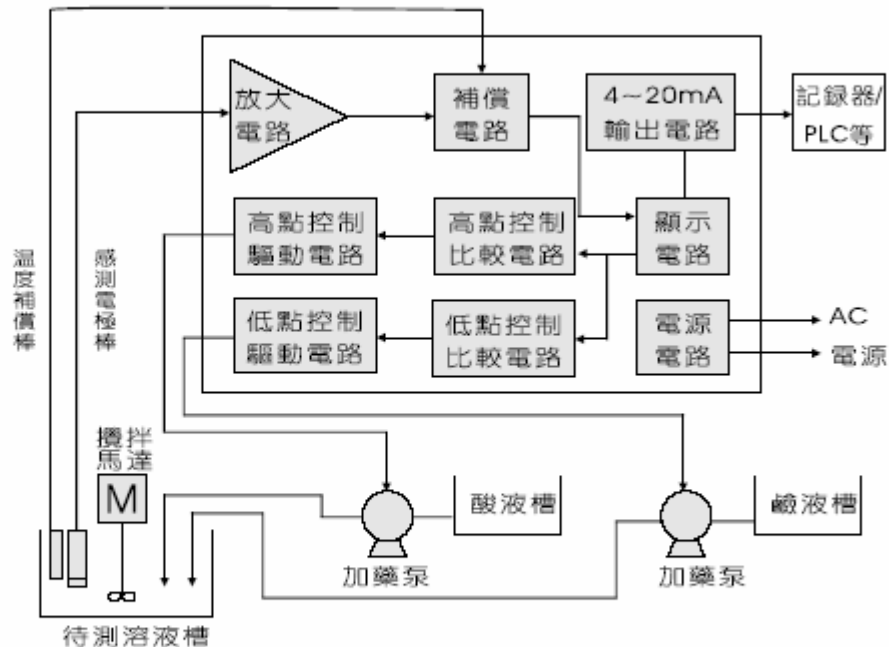 放大
電路
補償
電路
4～20mA
輸出電路
記録器/
PLC等
高點控制
驅動電路
高點控制
比較電路
顯示
電路
低點控制
驅動電路
低點控制
比較電路
電源
電路
AC
電源
溫度補償棒
感測電極棒
攪拌
馬達
M
酸液槽
鹼液槽
加藥泵
加藥泵
待測溶液槽